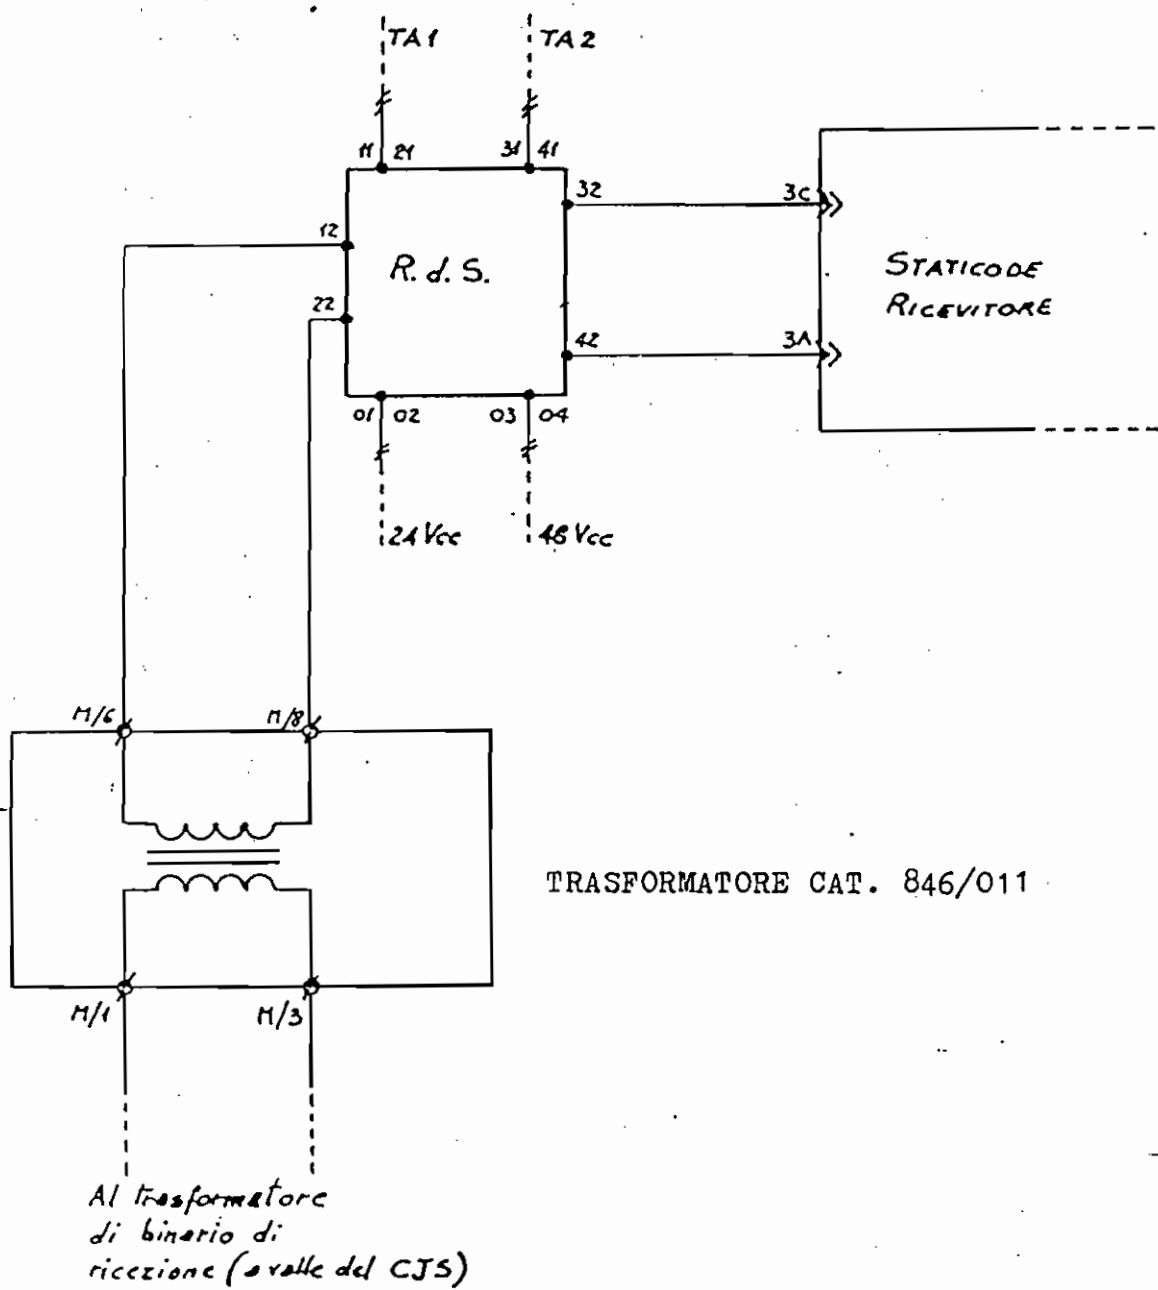 TA1 TA2
11 21 31 41
32 3C
12
R. d. S.
STATICODE
RICEVITORE
22
42 3A
01 02 03 04
24 Vcc 48 Vcc
M/6 M/8
TRASFORMATORE CAT. 846/011
M/1 M/3
Al trasformatore
di binario di
ricezione (a valle del CJS)